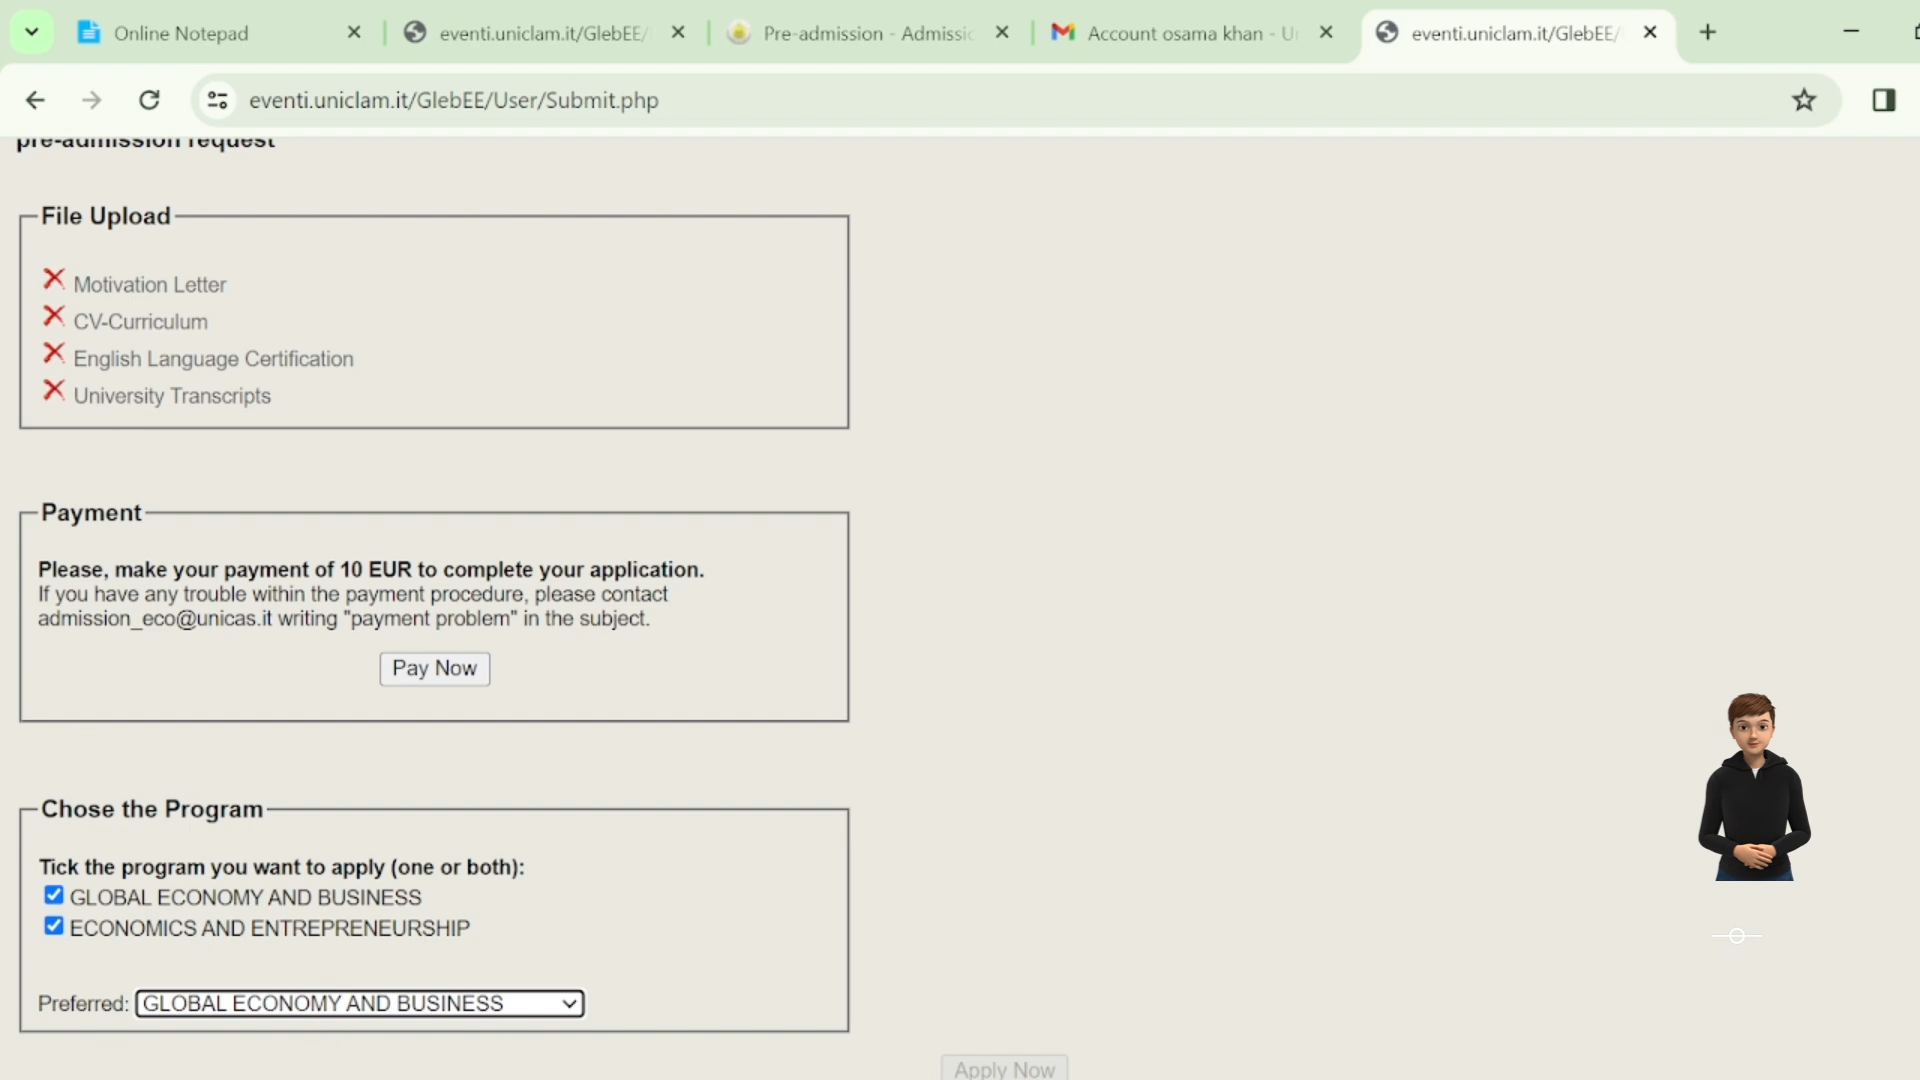 Online Notepad
eventi.uniclam.it/GlebEE/
Pre-admission - Admissic
Account osama khan - U
eventi.uniclam.it/GlebEE/
eventi.uniclam.it/GlebEE/User/Submit.php
pre-admission request
File Upload
Motivation Letter
CV-Curriculum
English Language Certification
University Transcripts
Payment
Please, make your payment of 10 EUR to complete your application.
If you have any trouble within the payment procedure, please contact
admission_eco@unicas.it writing "payment problem" in the subject.
Pay Now
Chose the Program
Tick the program you want to apply (one or both):
GLOBAL ECONOMY AND BUSINESS
ECONOMICS AND ENTREPRENEURSHIP
Preferred: GLOBAL ECONOMY AND BUSINESS
Apply Now